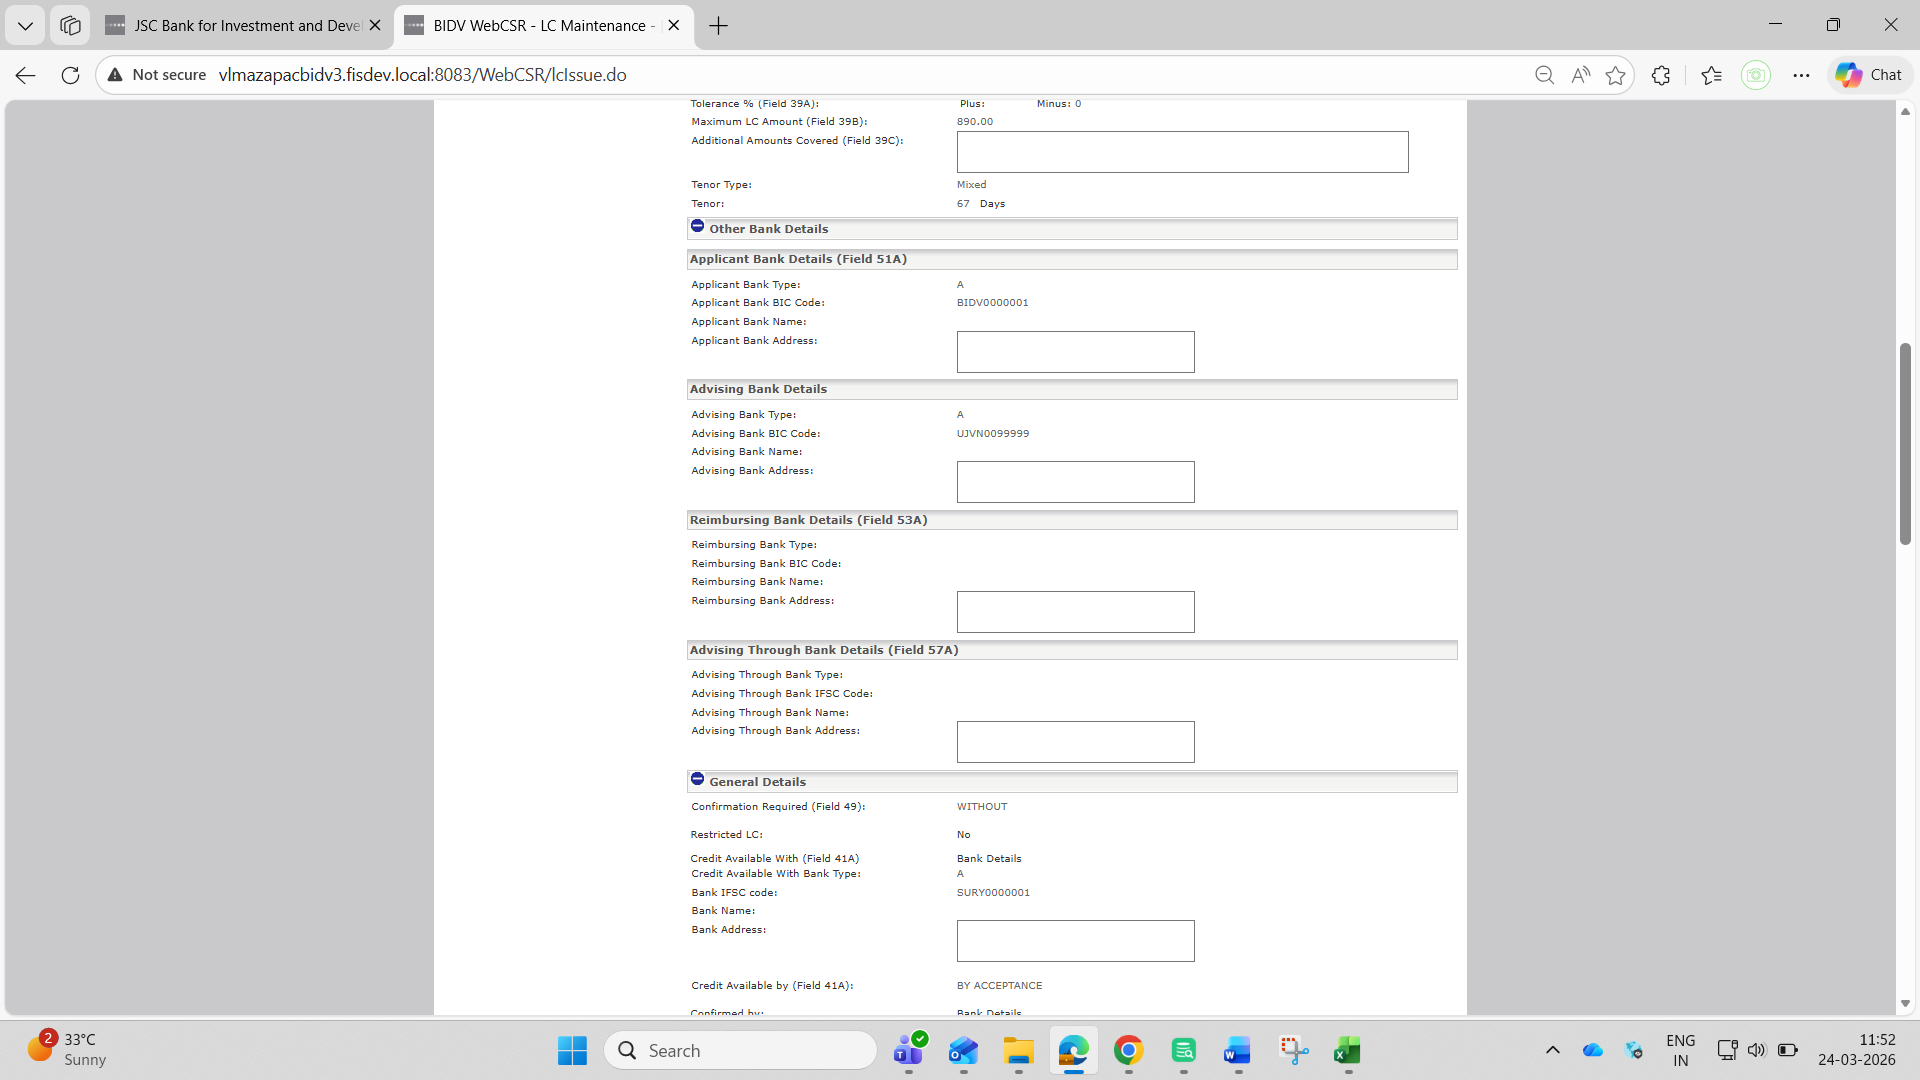 JSC Bank for Investment and Deve
BIDV WebCSR - LC Maintenance -
Not secure
vlmazapacbidv3.fisdev.local:8083/WebCSR/lcIssue.do
Chat
Tolerance % (Field 39A): Plus: Minus: 0
Maximum LC Amount (Field 39B): 890.00
Additional Amounts Covered (Field 39C):
Tenor Type: Mixed
Tenor: 67 Days
Other Bank Details
Applicant Bank Details (Field 51A)
Applicant Bank Type: A
Applicant Bank BIC Code: BIDV0000001
Applicant Bank Name:
Applicant Bank Address:
Advising Bank Details
Advising Bank Type: A
Advising Bank BIC Code: UJVN0099999
Advising Bank Name:
Advising Bank Address:
Reimbursing Bank Details (Field 53A)
Reimbursing Bank Type:
Reimbursing Bank BIC Code:
Reimbursing Bank Name:
Reimbursing Bank Address:
Advising Through Bank Details (Field 57A)
Advising Through Bank Type:
Advising Through Bank IFSC Code:
Advising Through Bank Name:
Advising Through Bank Address:
General Details
Confirmation Required (Field 49): WITHOUT
Restricted LC: No
Credit Available With (Field 41A) Bank Details
Credit Available With Bank Type: A
Bank IFSC code: SURY0000001
Bank Name:
Bank Address:
Credit Available by (Field 41A): BY ACCEPTANCE
Confirmed by: Bank Details
2
33°C
Sunny
Search
ENG
IN
11:52
24-03-2026